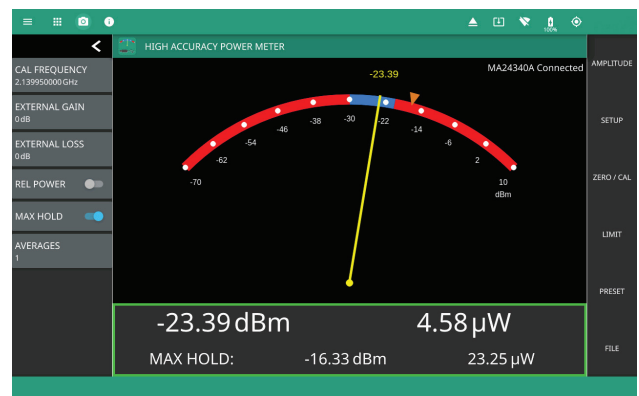 100%
HIGH ACCURACY POWER METER
CAL FREQUENCY
2.139950000 GHz
EXTERNAL GAIN
0 dB
EXTERNAL LOSS
0 dB
REL POWER
MAX HOLD
AVERAGES
1
MA24340A Connected
-23.39
-70
-62
-54
-46
-38
-30
-22
-14
-6
2
10
dBm
-23.39 dBm 4.58 µW
MAX HOLD: -16.33 dBm 23.25 µW
AMPLITUDE
SETUP
ZERO / CAL
LIMIT
PRESET
FILE